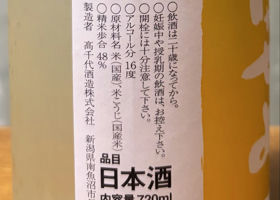 ○飲酒は二十歳になってから。
○妊娠中や授乳期の飲酒は、お控え下さい。
○開栓には十分注意して下さい。
○アルコール分 16度
○原材料名 米(国産)、米こうじ(国産米)
○精米歩合 48%
製造者 高千代酒造株式会社 新潟県南魚沼市
品目
日本酒
内容量720ml